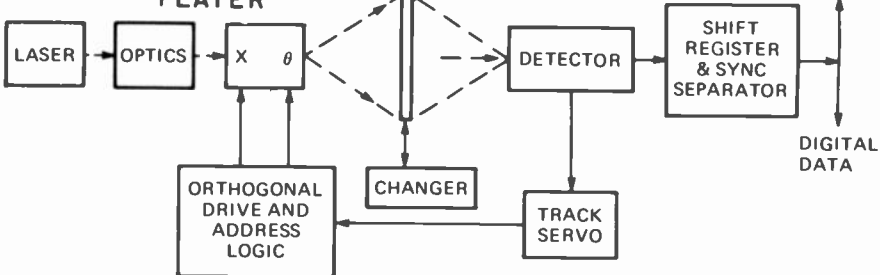 PLAYER
LASER
OPTICS
X θ
DETECTOR
SHIFT
REGISTER
& SYNC
SEPARATOR
DIGITAL
DATA
ORTHOGONAL
DRIVE AND
ADDRESS
LOGIC
CHANGER
TRACK
SERVO